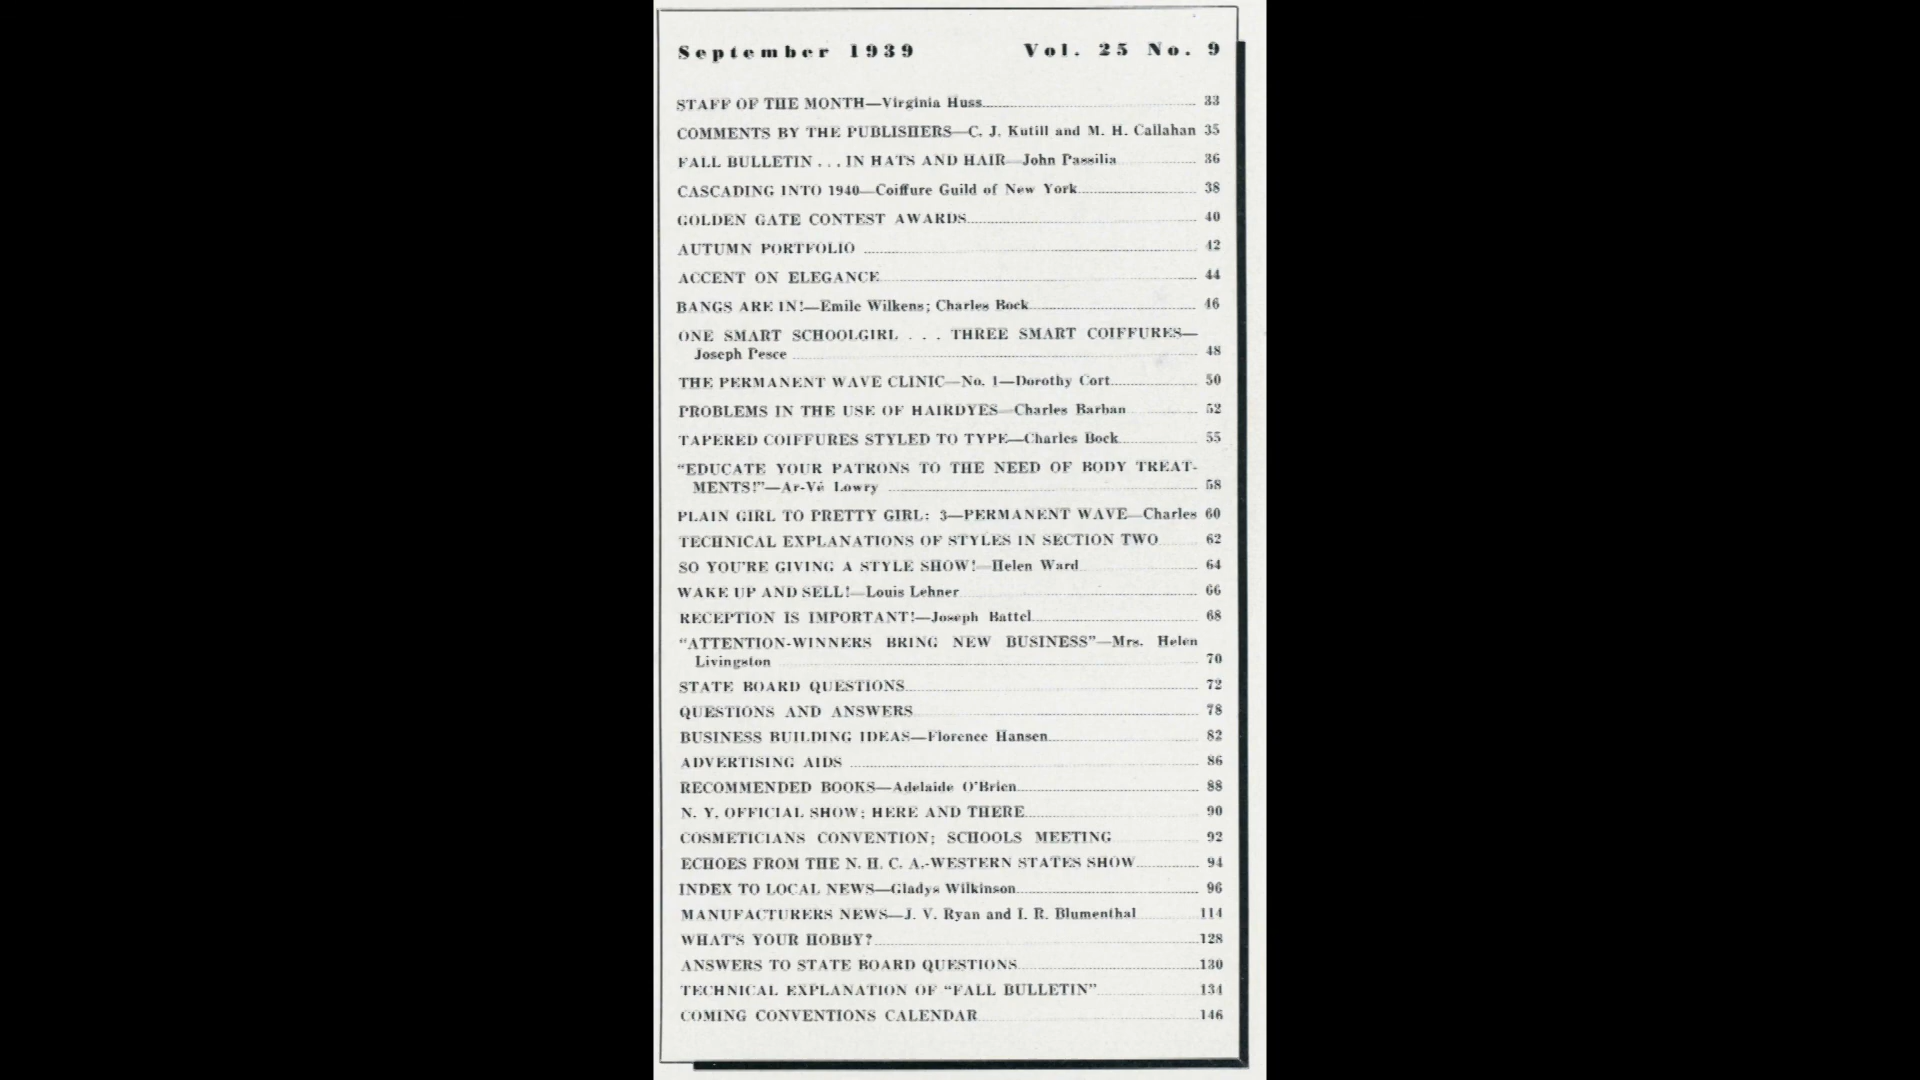 September 1939 Vol. 25 No. 9
STAFF OF THE MONTH—Virginia Huss 33
COMMENTS BY THE PUBLISHERS—C. J. Kutill and M. H. Callahan 35
FALL BULLETIN . . . IN HATS AND HAIR—John Passilia 36
CASCADING INTO 1940—Coiffure Guild of New York 38
GOLDEN GATE CONTEST AWARDS 40
AUTUMN PORTFOLIO 42
ACCENT ON ELEGANCE 44
BANGS ARE IN!—Emile Wilkens; Charles Bock 46
ONE SMART SCHOOLGIRL . . . THREE SMART COIFFURES—
Joseph Pesce 48
THE PERMANENT WAVE CLINIC—No. 1—Dorothy Cort 50
PROBLEMS IN THE USE OF HAIRDYES—Charles Barban 52
TAPERED COIFFURES STYLED TO TYPE—Charles Bock 55
“EDUCATE YOUR PATRONS TO THE NEED OF BODY TREAT-
MENTS!”—Ar-Vé Lowry 58
PLAIN GIRL TO PRETTY GIRL: 3—PERMANENT WAVE—Charles 60
TECHNICAL EXPLANATIONS OF STYLES IN SECTION TWO 62
SO YOU'RE GIVING A STYLE SHOW!—Helen Ward 64
WAKE UP AND SELL!—Louis Lehner 66
RECEPTION IS IMPORTANT!—Joseph Battel 68
“ATTENTION-WINNERS BRING NEW BUSINESS”—Mrs. Helen
Livingston 70
STATE BOARD QUESTIONS 72
QUESTIONS AND ANSWERS 78
BUSINESS BUILDING IDEAS—Florence Hansen 82
ADVERTISING AIDS 86
RECOMMENDED BOOKS—Adelaide O'Brien 88
N. Y. OFFICIAL SHOW; HERE AND THERE 90
COSMETICIANS CONVENTION; SCHOOLS MEETING 92
ECHOES FROM THE N. H. C. A.-WESTERN STATES SHOW 94
INDEX TO LOCAL NEWS—Gladys Wilkinson 96
MANUFACTURERS NEWS—J. V. Ryan and I. R. Blumenthal 114
WHAT'S YOUR HOBBY? 128
ANSWERS TO STATE BOARD QUESTIONS 130
TECHNICAL EXPLANATION OF “FALL BULLETIN” 134
COMING CONVENTIONS CALENDAR 146